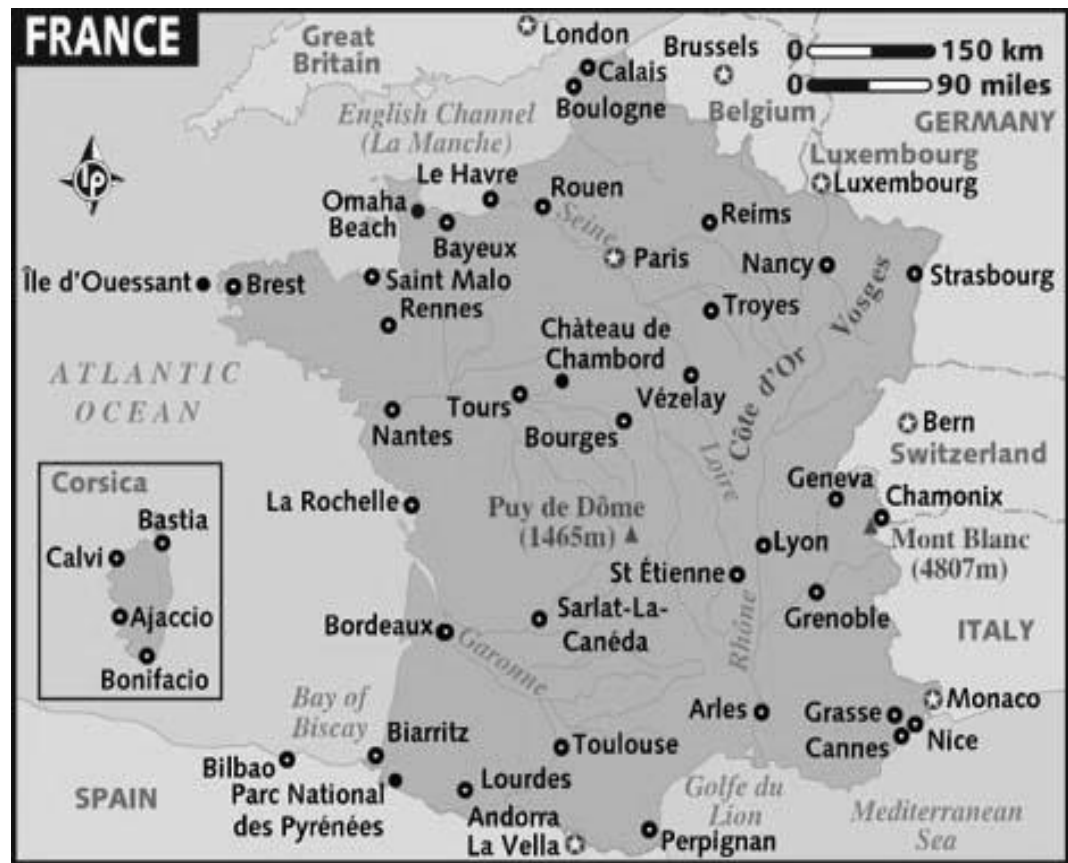 FRANCE
Great
Britain
London
Brussels
0 150 km
0 90 miles
Calais
Boulogne
Belgium
GERMANY
English Channel
(La Manche)
Luxembourg
Luxembourg
LP
Le Havre
Rouen
Omaha
Beach
Bayeux
Seine
Reims
Paris
Nancy
Strasbourg
Île d'Ouessant
Brest
Saint Malo
Rennes
Troyes
Vosges
Château de
Chambord
ATLANTIC
OCEAN
Tours
Vézelay
Côte d'Or
Nantes
Bourges
Bern
Switzerland
Loire
Corsica
Bastia
Calvi
Ajaccio
Bonifacio
La Rochelle
Puy de Dôme
(1465m)
Geneva
Chamonix
Lyon
Mont Blanc
(4807m)
St Étienne
Grenoble
Sarlat-La-
Canéda
Bordeaux
Garonne
Rhône
ITALY
Bay of
Biscay
Arles
Grasse
Monaco
Cannes
Nice
Biarritz
Toulouse
Bilbao
SPAIN
Parc National
des Pyrénées
Lourdes
Andorra
La Vella
Golfe du
Lion
Perpignan
Mediterranean
Sea